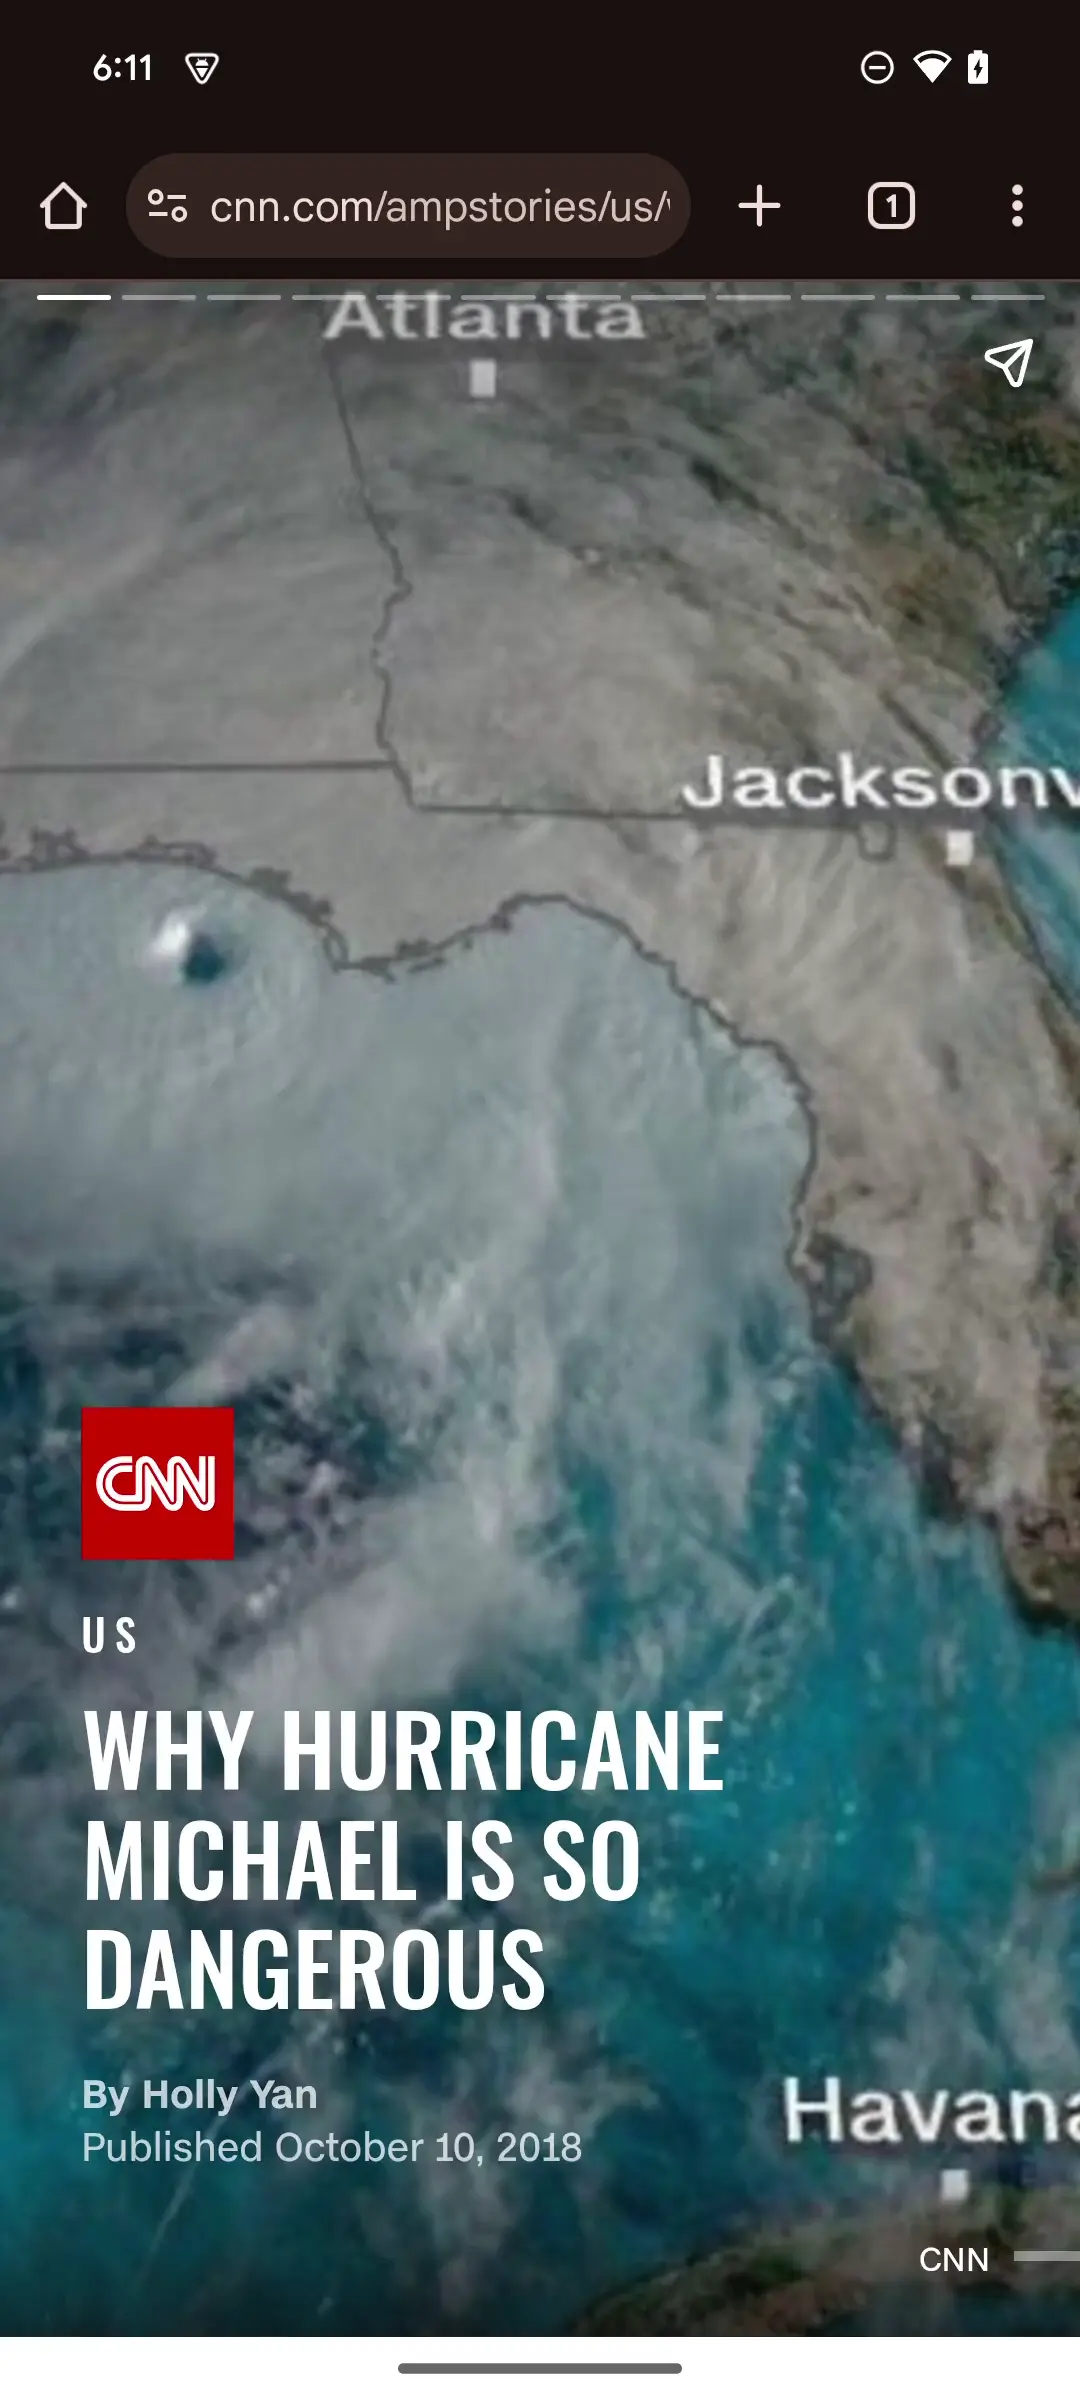 6:11
cnn.com/ampstories/us/
1
Atlanta
Jacksonv
CNN
US
WHY HURRICANE
MICHAEL IS SO
DANGEROUS
By Holly Yan
Published October 10, 2018
Havana
CNN